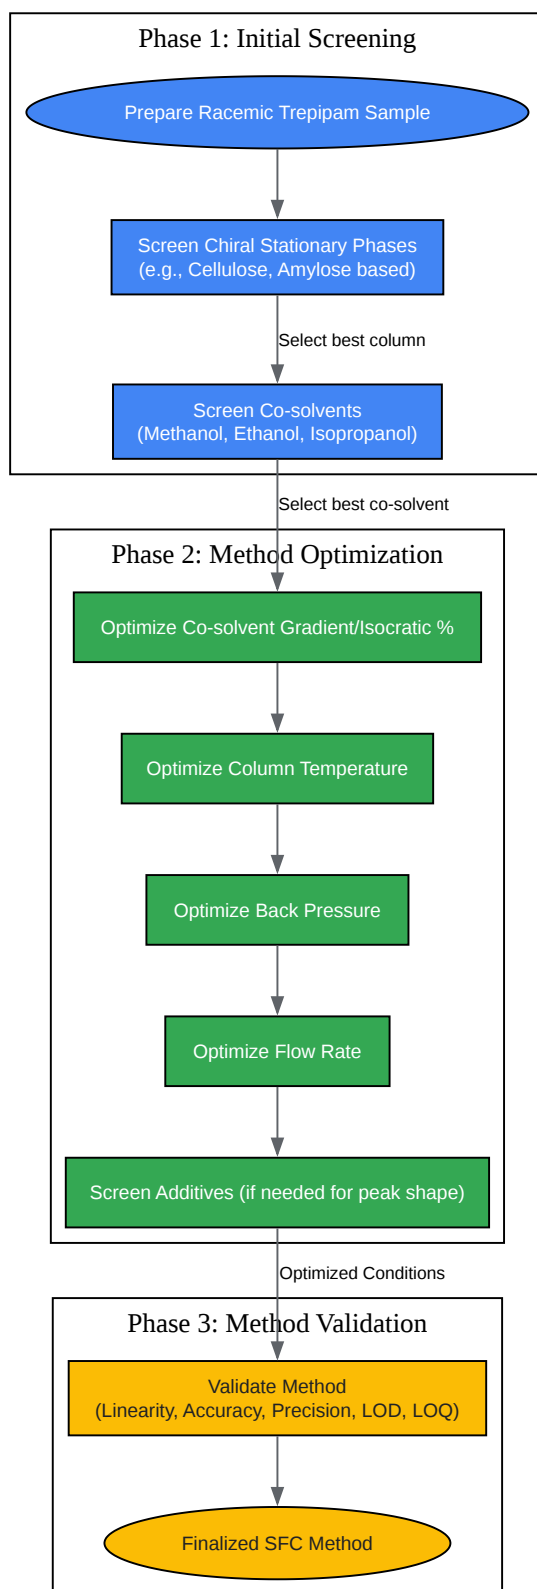 Phase 1: Initial Screening
Prepare Racemic Trepipam Sample
Screen Chiral Stationary Phases
(e.g., Cellulose, Amylose based)
Select best column
Screen Co-solvents
(Methanol, Ethanol, Isopropanol)
Select best co-solvent
Phase 2: Method Optimization
Optimize Co-solvent Gradient/Isocratic %
Optimize Column Temperature
Optimize Back Pressure
Optimize Flow Rate
Screen Additives (if needed for peak shape)
Optimized Conditions
Phase 3: Method Validation
Validate Method
(Linearity, Accuracy, Precision, LOD, LOQ)
Finalized SFC Method